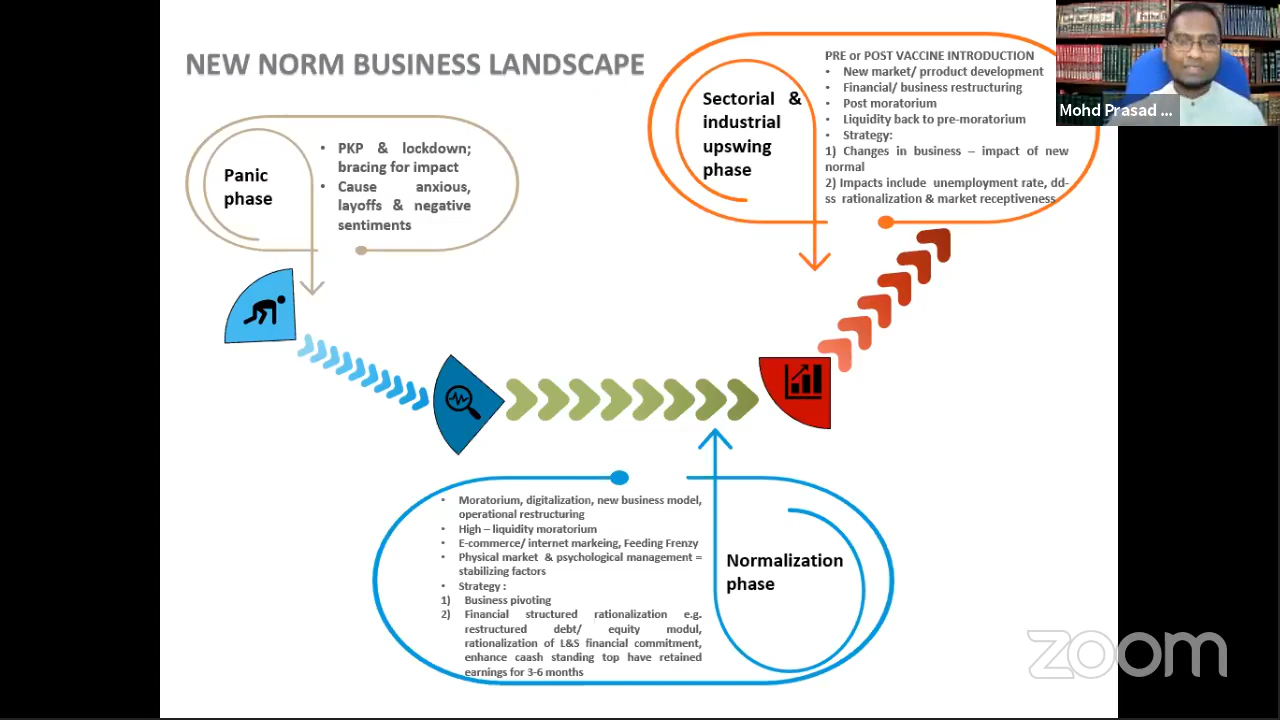 NEW NORM BUSINESS LANDSCAPE
Panic
phase
• PKP & lockdown;
bracing for impact
• Cause anxious,
layoffs & negative
sentiments
Sectorial &
industrial
upswing
phase
PRE or POST VACCINE INTRODUCTION
• New market/ prroduct development
• Financial/ business restructuring
• Post moratorium
• Liquidity back to pre-moratorium
• Strategy:
1) Changes in business – impact of new
normal
2) Impacts include unemployment rate, dd-
ss rationalization & market receptiveness
Mohd Prasad ...
• Moratorium, digitalization, new business model,
operational restructuring
• High – liquidity moratorium
• E-commerce/ internet markeing, Feeding Frenzy
• Physical market & psychological management =
stabilizing factors
• Strategy :
1) Business pivoting
2) Financial structured rationalization e.g.
restructured debt/ equity modul,
rationalization of L&S financial commitment,
enhance caash standing top have retained
earnings for 3-6 months
Normalization
phase
zoom